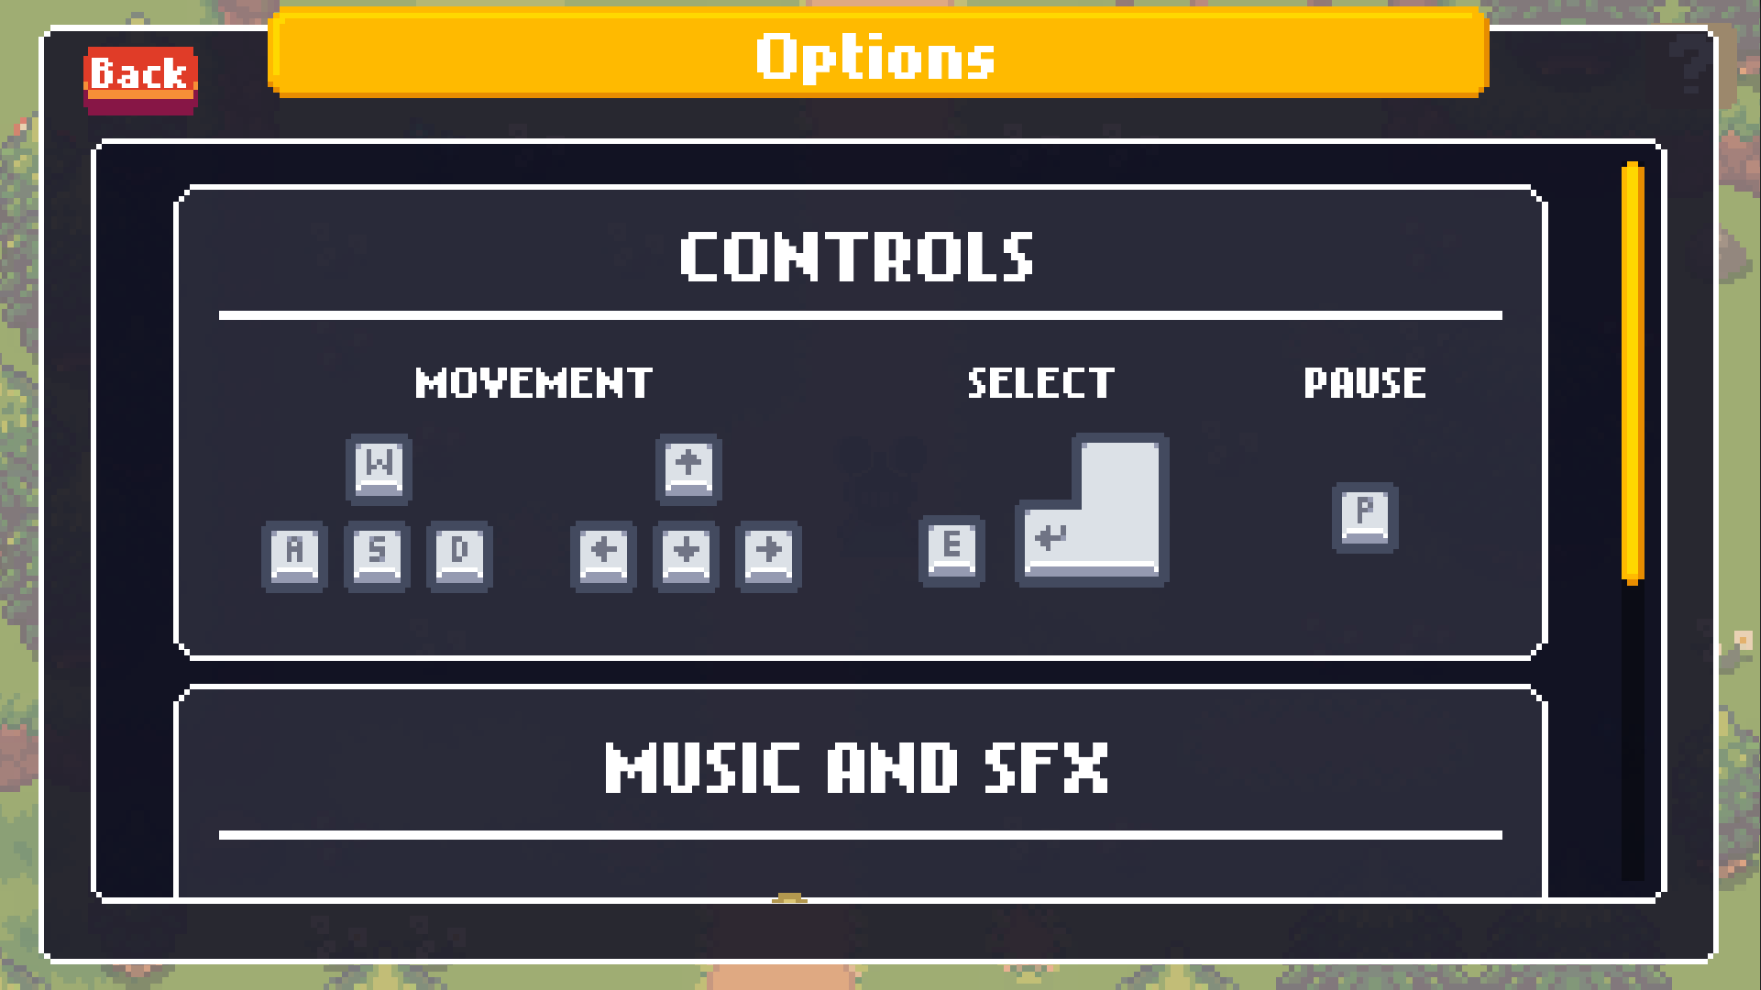 Back
Options
CONTROLS
MOVEMENT
SELECT
PAUSE
W
A S D
E
P
MUSIC AND SFX